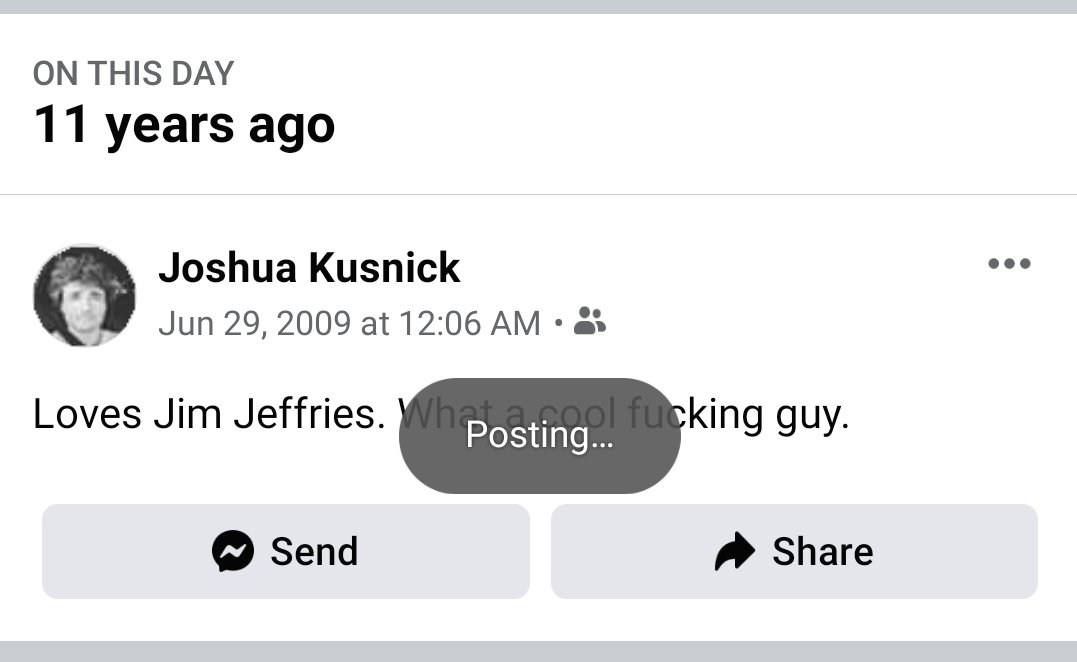 ON THIS DAY
11 years ago
Joshua Kusnick
Jun 29, 2009 at 12:06 AM •
Loves Jim Jeffries. What a cool fucking guy.
Posting...
Send
Share